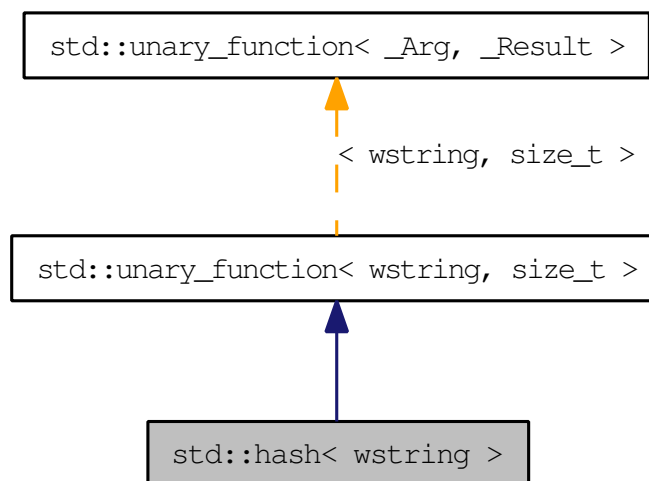 std::unary_function< _Arg, _Result >
< wstring, size_t >
std::unary_function< wstring, size_t >
std::hash< wstring >